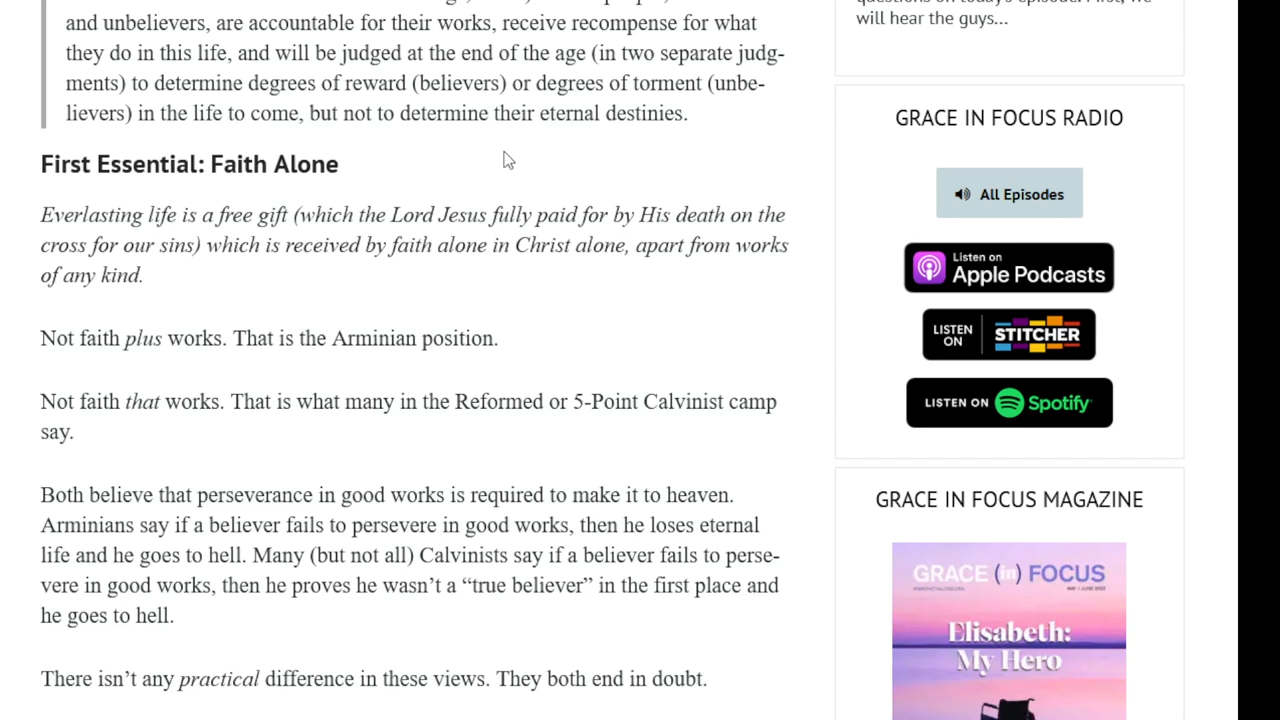 and unbelievers, are accountable for their works, receive recompense for what
they do in this life, and will be judged at the end of the age (in two separate judg-
ments) to determine degrees of reward (believers) or degrees of torment (unbe-
lievers) in the life to come, but not to determine their eternal destinies.
First Essential: Faith Alone
Everlasting life is a free gift (which the Lord Jesus fully paid for by His death on the
cross for our sins) which is received by faith alone in Christ alone, apart from works
of any kind.
Not faith plus works. That is the Arminian position.
Not faith that works. That is what many in the Reformed or 5-Point Calvinist camp
say.
Both believe that perseverance in good works is required to make it to heaven.
Arminians say if a believer fails to persevere in good works, then he loses eternal
life and he goes to hell. Many (but not all) Calvinists say if a believer fails to perse-
vere in good works, then he proves he wasn’t a “true believer” in the first place and
he goes to hell.
There isn’t any practical difference in these views. They both end in doubt.
will hear the guys...
GRACE IN FOCUS RADIO
All Episodes
Listen on
Apple Podcasts
LISTEN
ON
STITCHER
LISTEN ON Spotify
GRACE IN FOCUS MAGAZINE
GRACE (in) FOCUS
MAY / JUNE 2022
Elisabeth:
My Hero